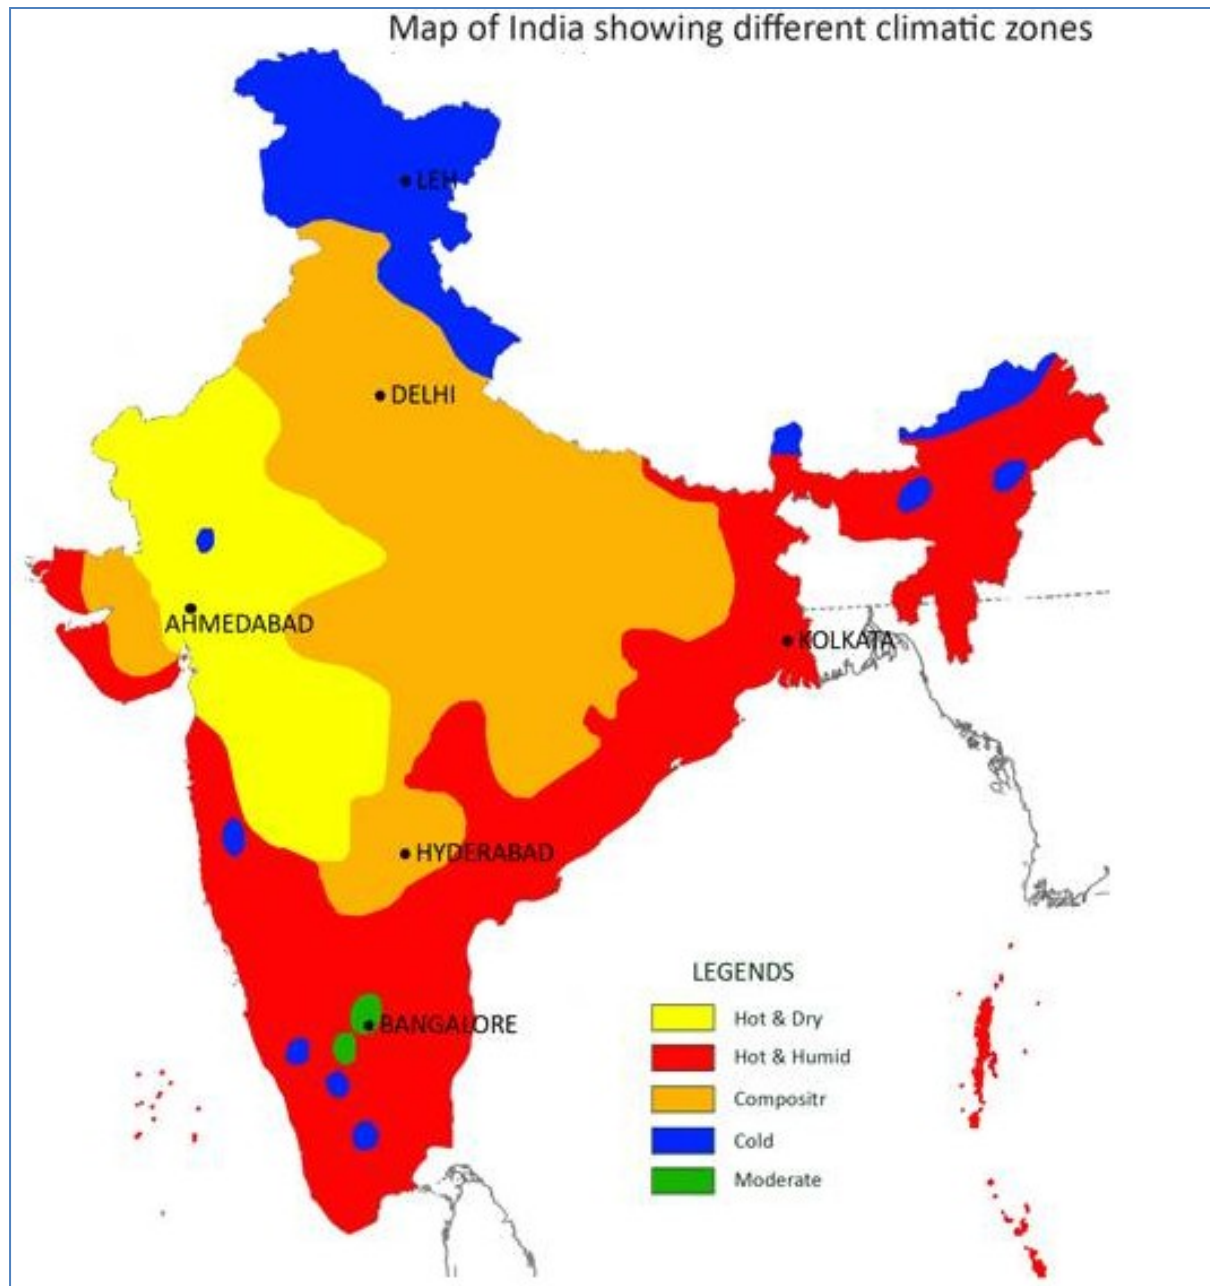 Map of India showing different climatic zones
LEH
DELHI
AHMEDABAD
KOLKATA
HYDERABAD
BANGALORE
LEGENDS
Hot & Dry
Hot & Humid
Compositr
Cold
Moderate